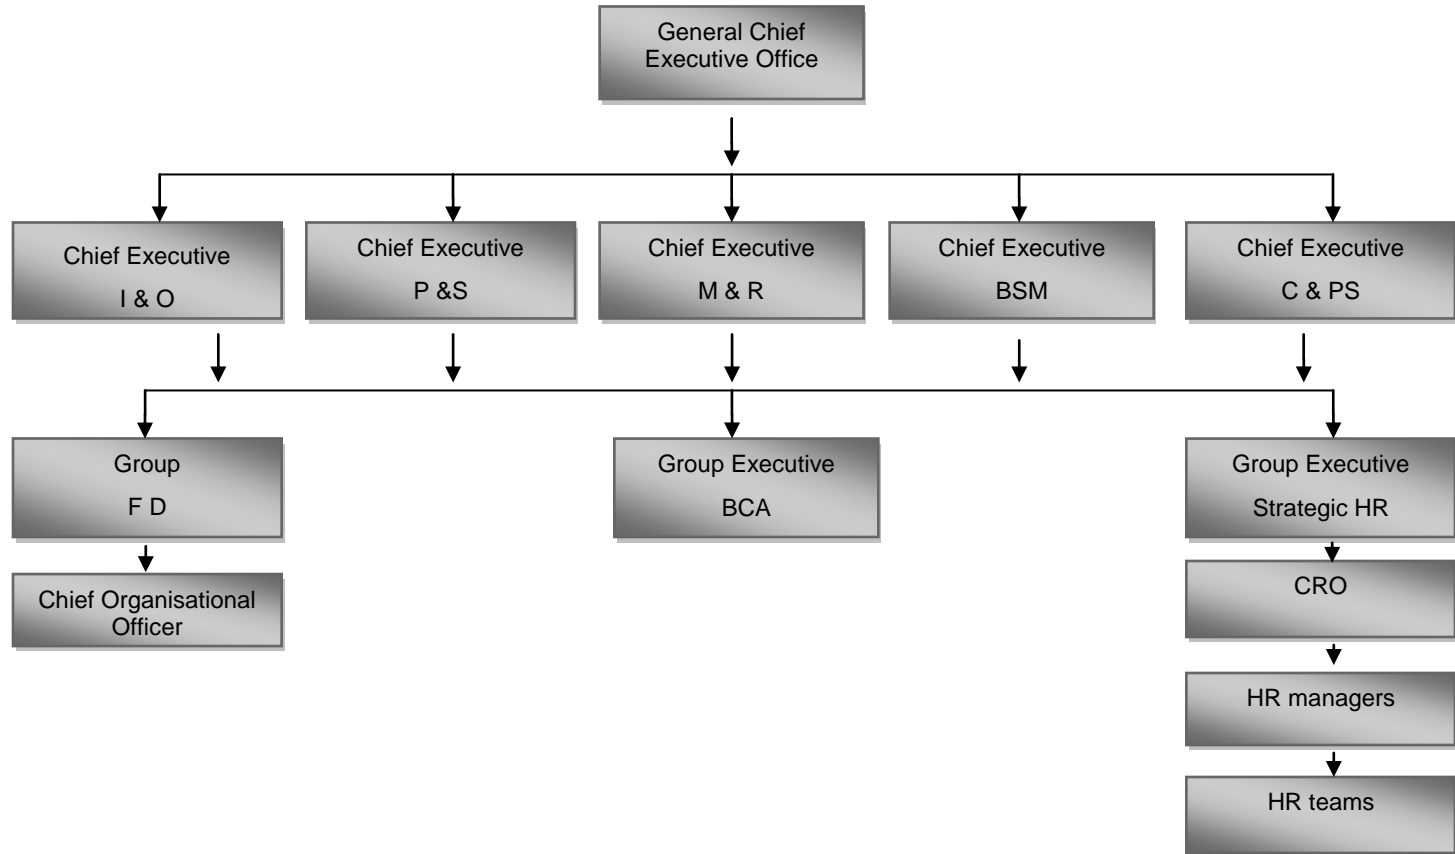 General Chief
Executive Office
Chief Executive
I & O
Chief Executive
P &S
Chief Executive
M & R
Chief Executive
BSM
Chief Executive
C & PS
Group
F D
Group Executive
BCA
Group Executive
Strategic HR
Chief Organisational
Officer
CRO
HR managers
HR teams